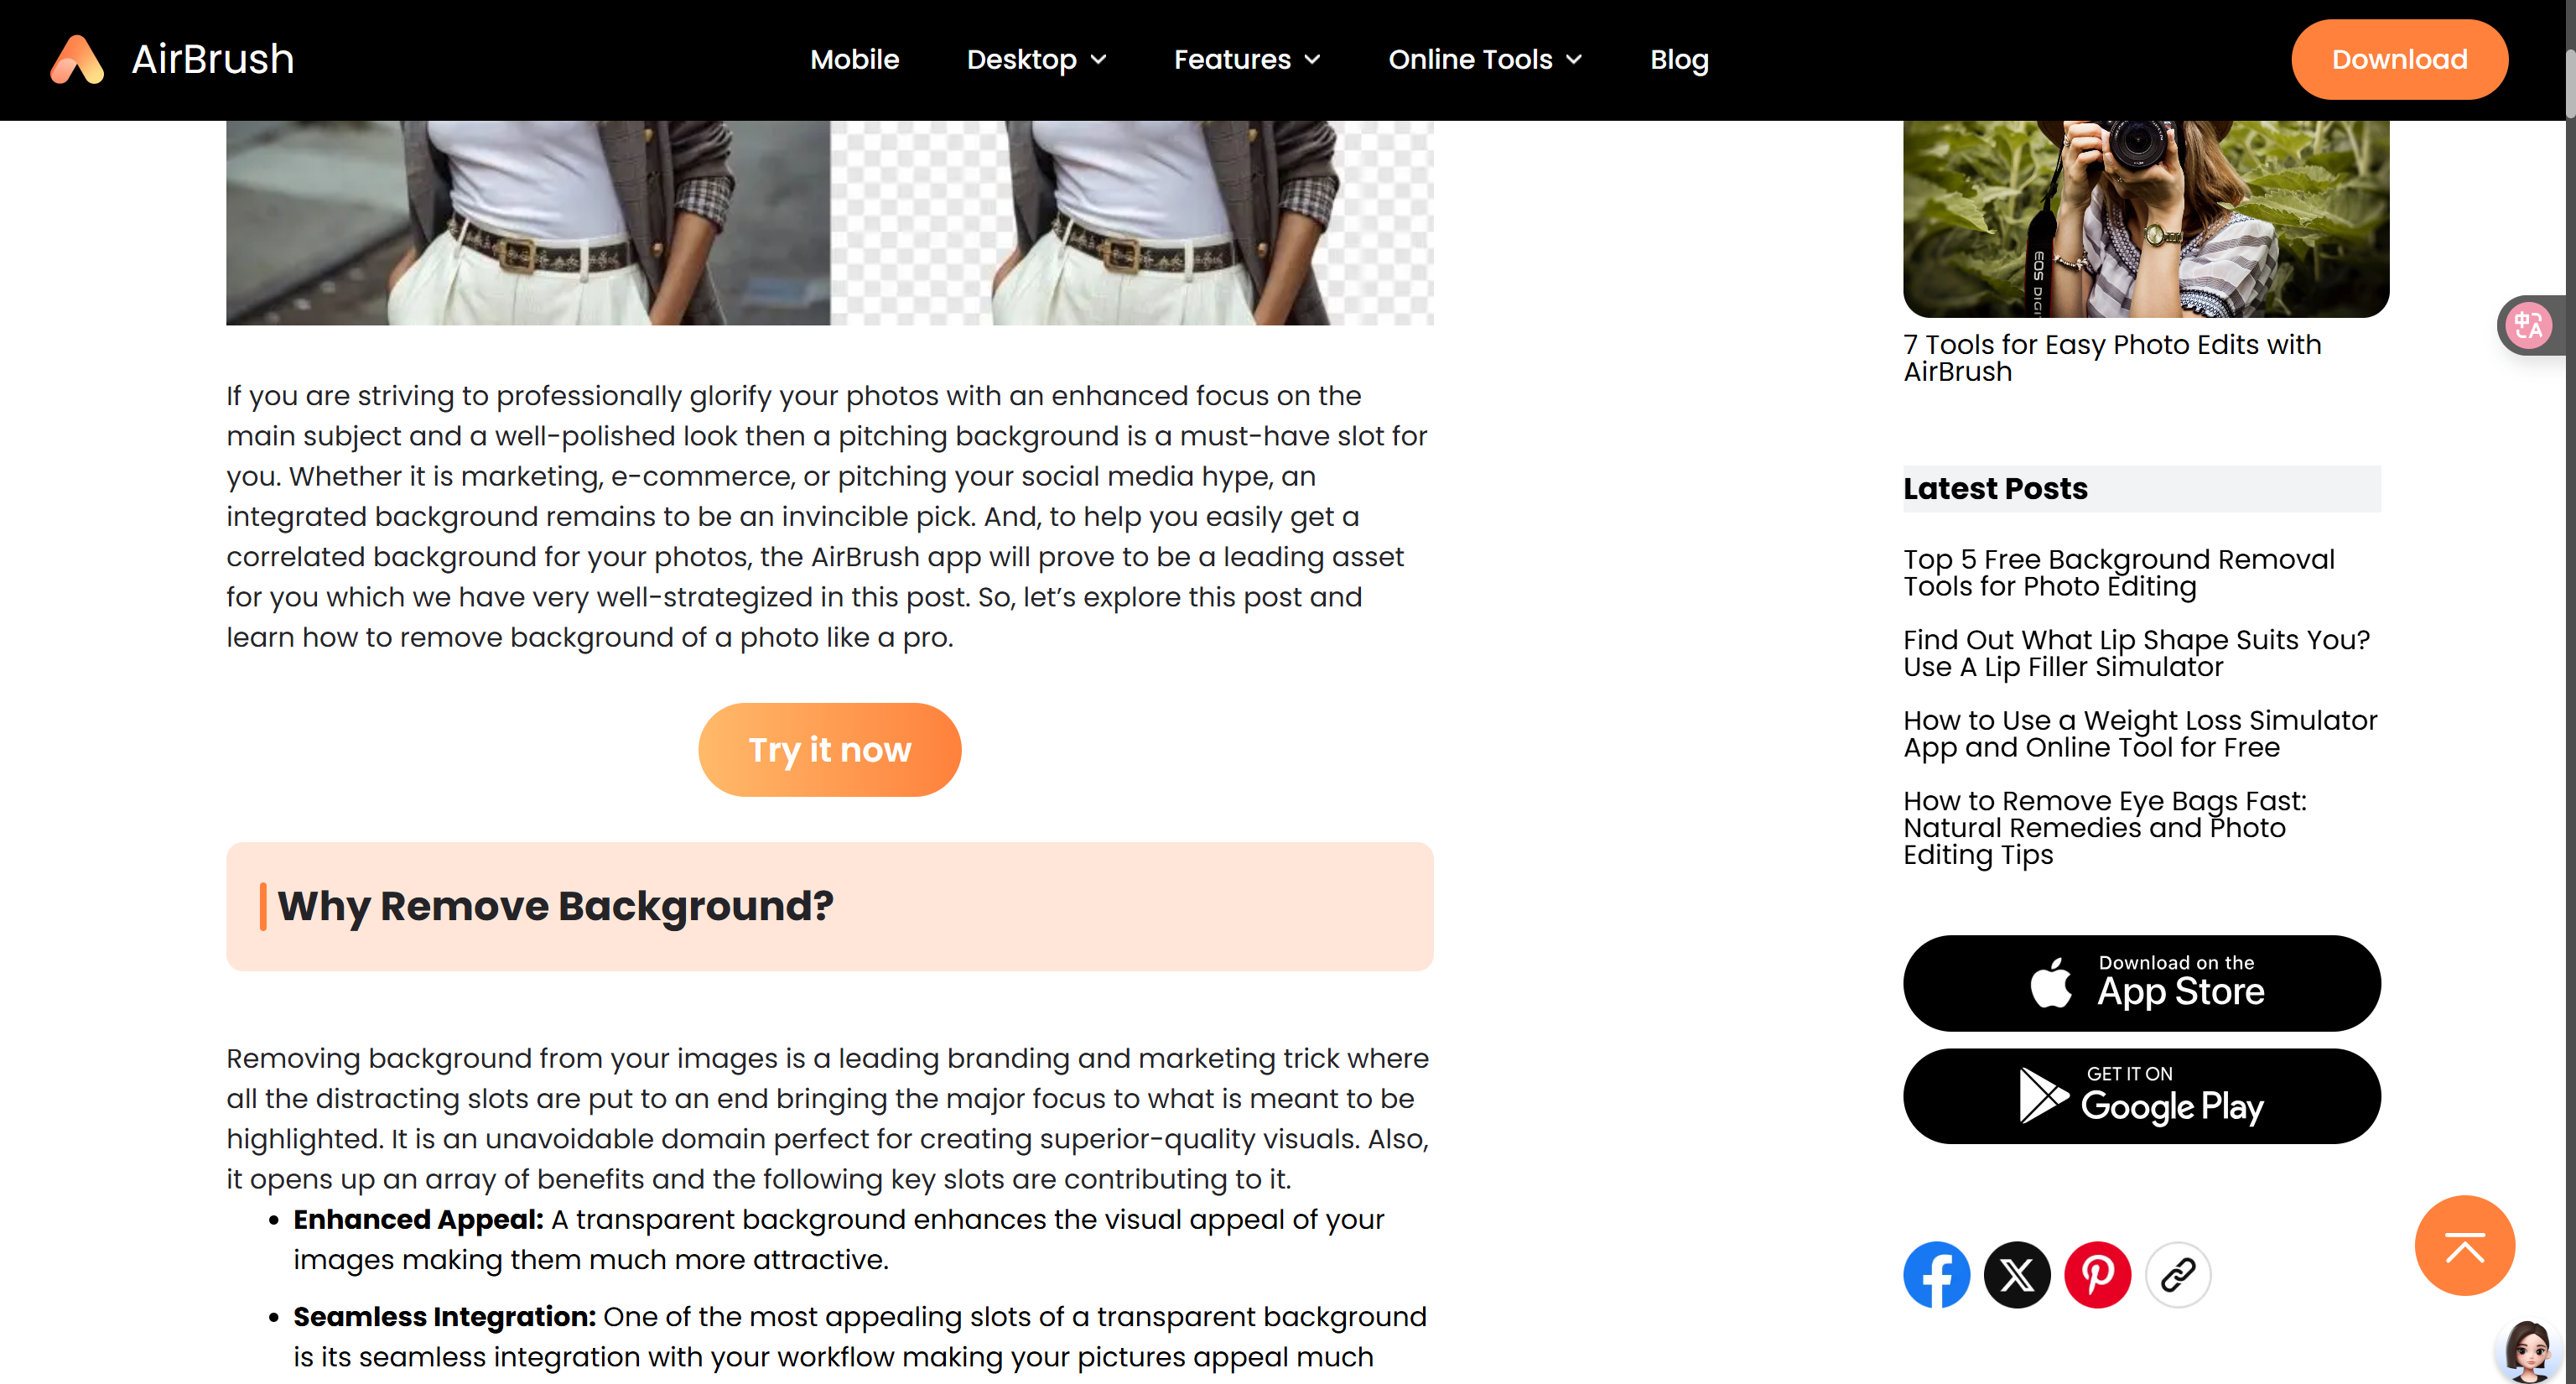 AirBrush
Mobile
Desktop
Features
Online Tools
Blog
Download
If you are striving to professionally glorify your photos with an enhanced focus on the
main subject and a well-polished look then a pitching background is a must-have slot for
you. Whether it is marketing, e-commerce, or pitching your social media hype, an
integrated background remains to be an invincible pick. And, to help you easily get a
correlated background for your photos, the AirBrush app will prove to be a leading asset
for you which we have very well-strategized in this post. So, let’s explore this post and
learn how to remove background of a photo like a pro.
Try it now
Why Remove Background?
Removing background from your images is a leading branding and marketing trick where
all the distracting slots are put to an end bringing the major focus to what is meant to be
highlighted. It is an unavoidable domain perfect for creating superior-quality visuals. Also,
it opens up an array of benefits and the following key slots are contributing to it.
• Enhanced Appeal: A transparent background enhances the visual appeal of your
images making them much more attractive.
• Seamless Integration: One of the most appealing slots of a transparent background
is its seamless integration with your workflow making your pictures appeal much
EOS DIGI
7 Tools for Easy Photo Edits with
AirBrush
中A
Latest Posts
Top 5 Free Background Removal
Tools for Photo Editing
Find Out What Lip Shape Suits You?
Use A Lip Filler Simulator
How to Use a Weight Loss Simulator
App and Online Tool for Free
How to Remove Eye Bags Fast:
Natural Remedies and Photo
Editing Tips
Download on the
App Store
GET IT ON
Google Play